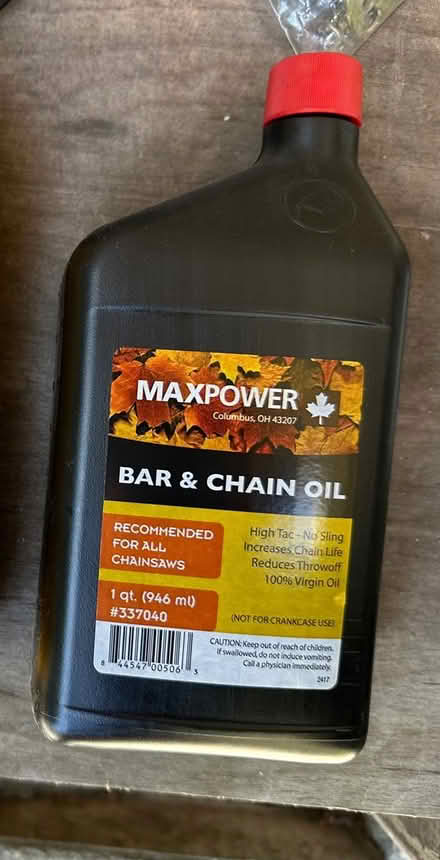 MAXPOWER
Columbus, OH 43207
BAR & CHAIN OIL
RECOMMENDED
FOR ALL
CHAINSAWS
High Tac - No Sling
Increases Chain Life
Reduces Throwoff
100% Virgin Oil
1 qt. (946 ml)
#337040
(NOT FOR CRANKCASE USE)
CAUTION: Keep out of reach of children.
If swallowed, do not induce vomiting.
Call a physician immediately.
8 44547 00506 3
2417